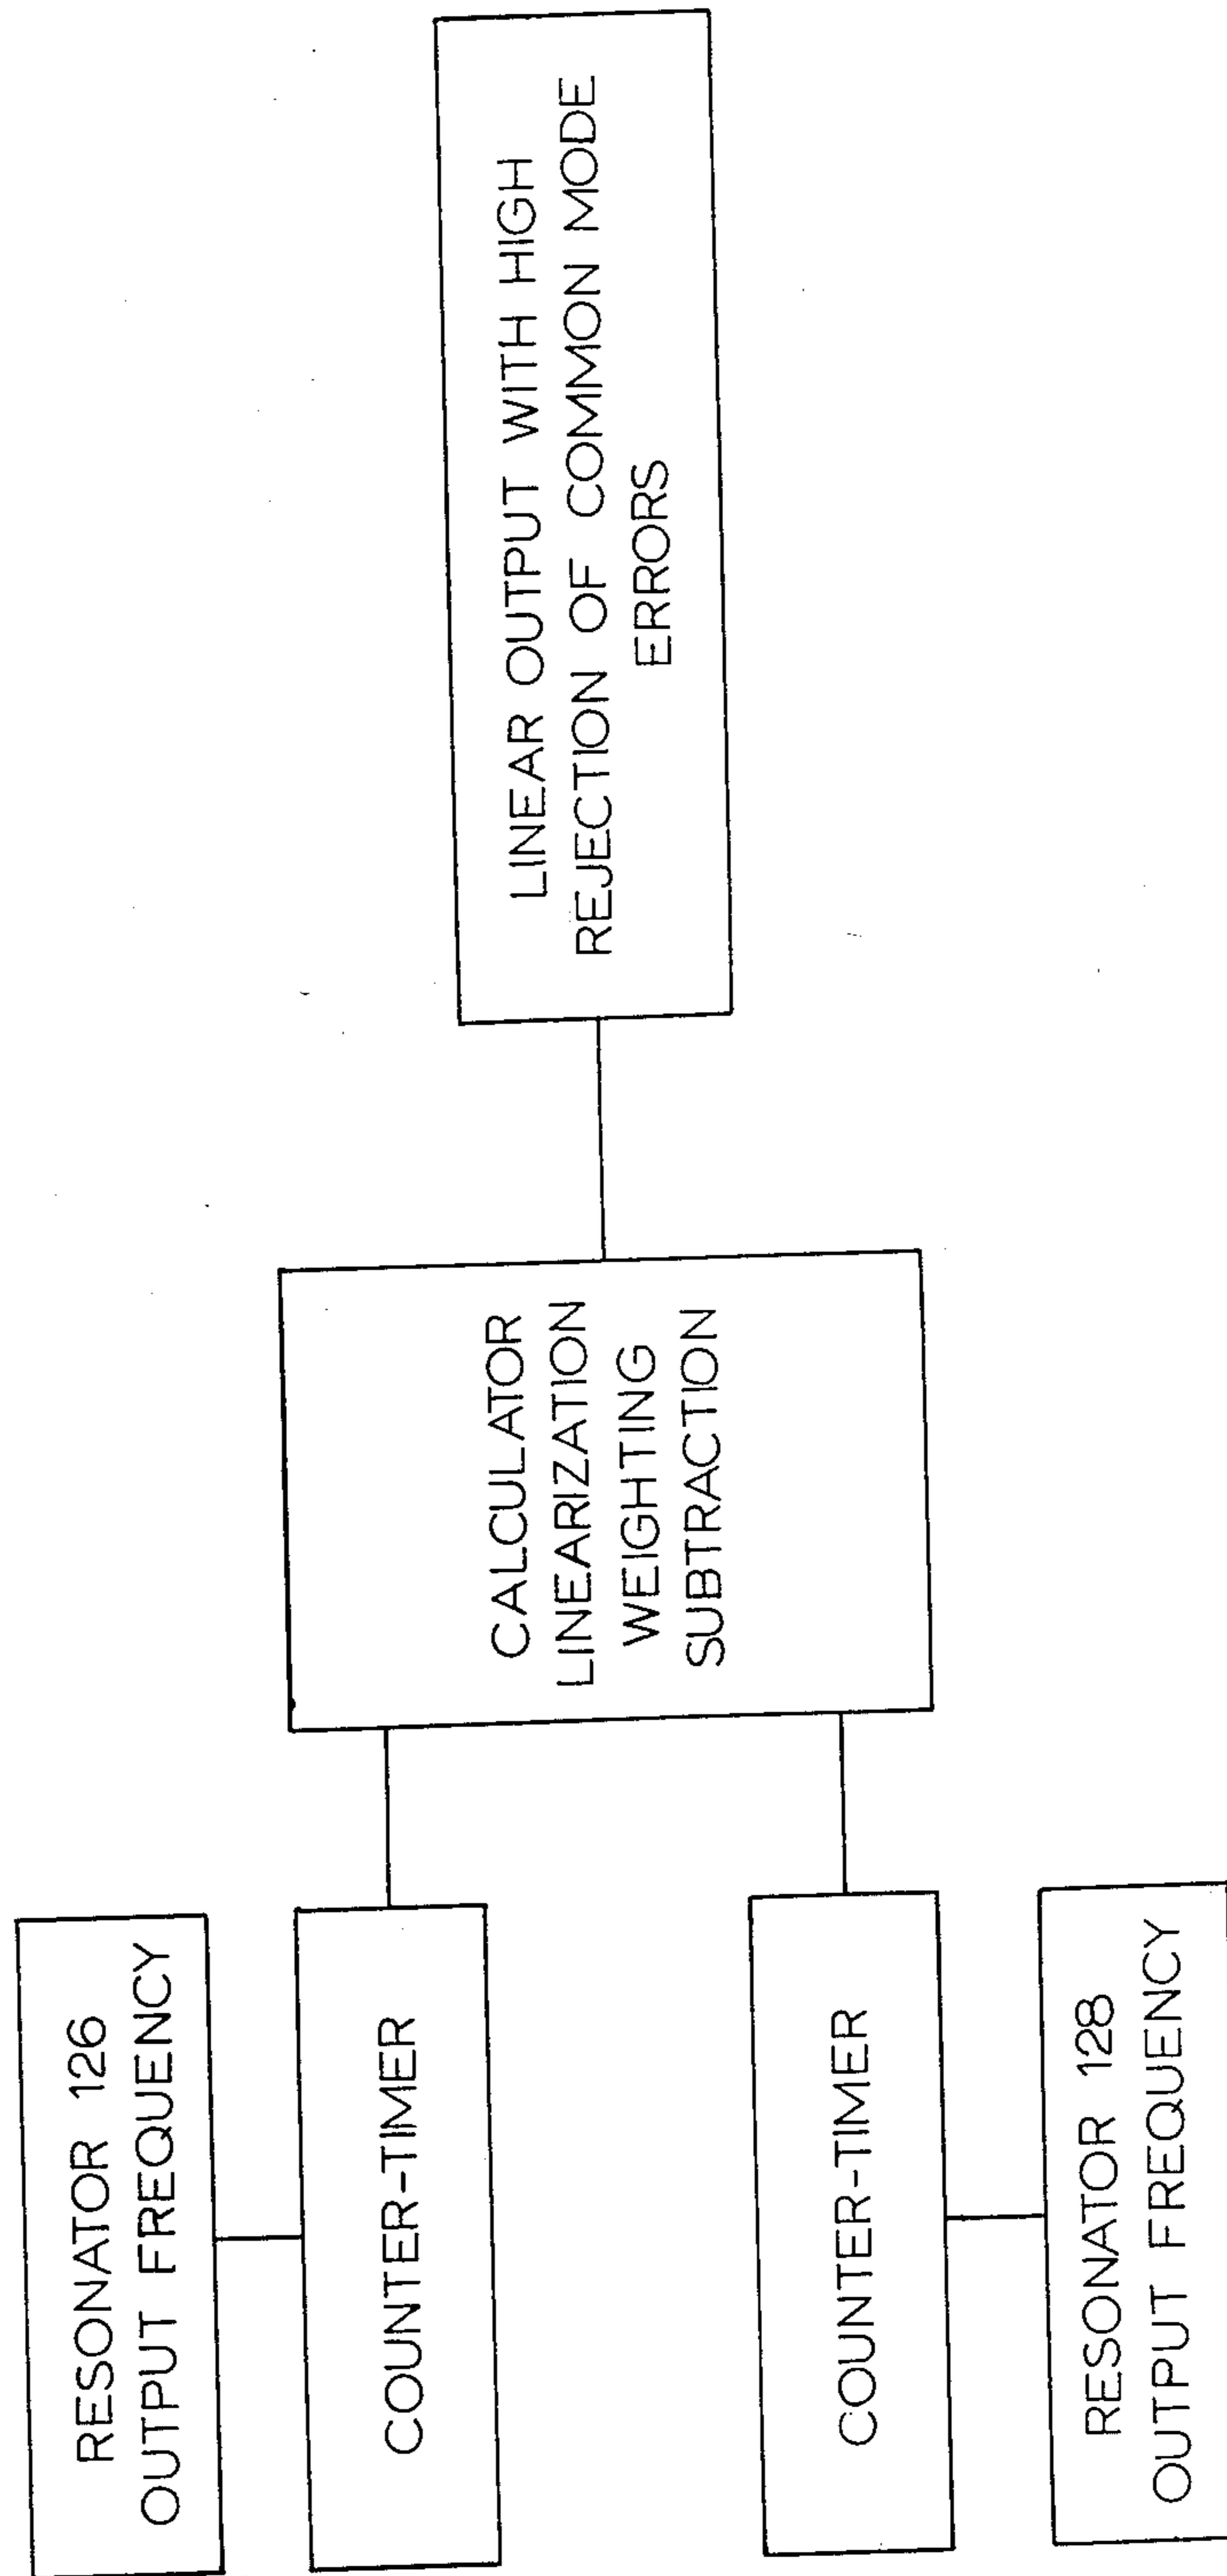 RESONATOR 126
OUTPUT FREQUENCY
COUNTER-TIMER
COUNTER-TIMER
RESONATOR 128
OUTPUT FREQUENCY
CALCULATOR
LINEARIZATION
WEIGHTING
SUBTRACTION
LINEAR OUTPUT WITH HIGH
REJECTION OF COMMON MODE
ERRORS